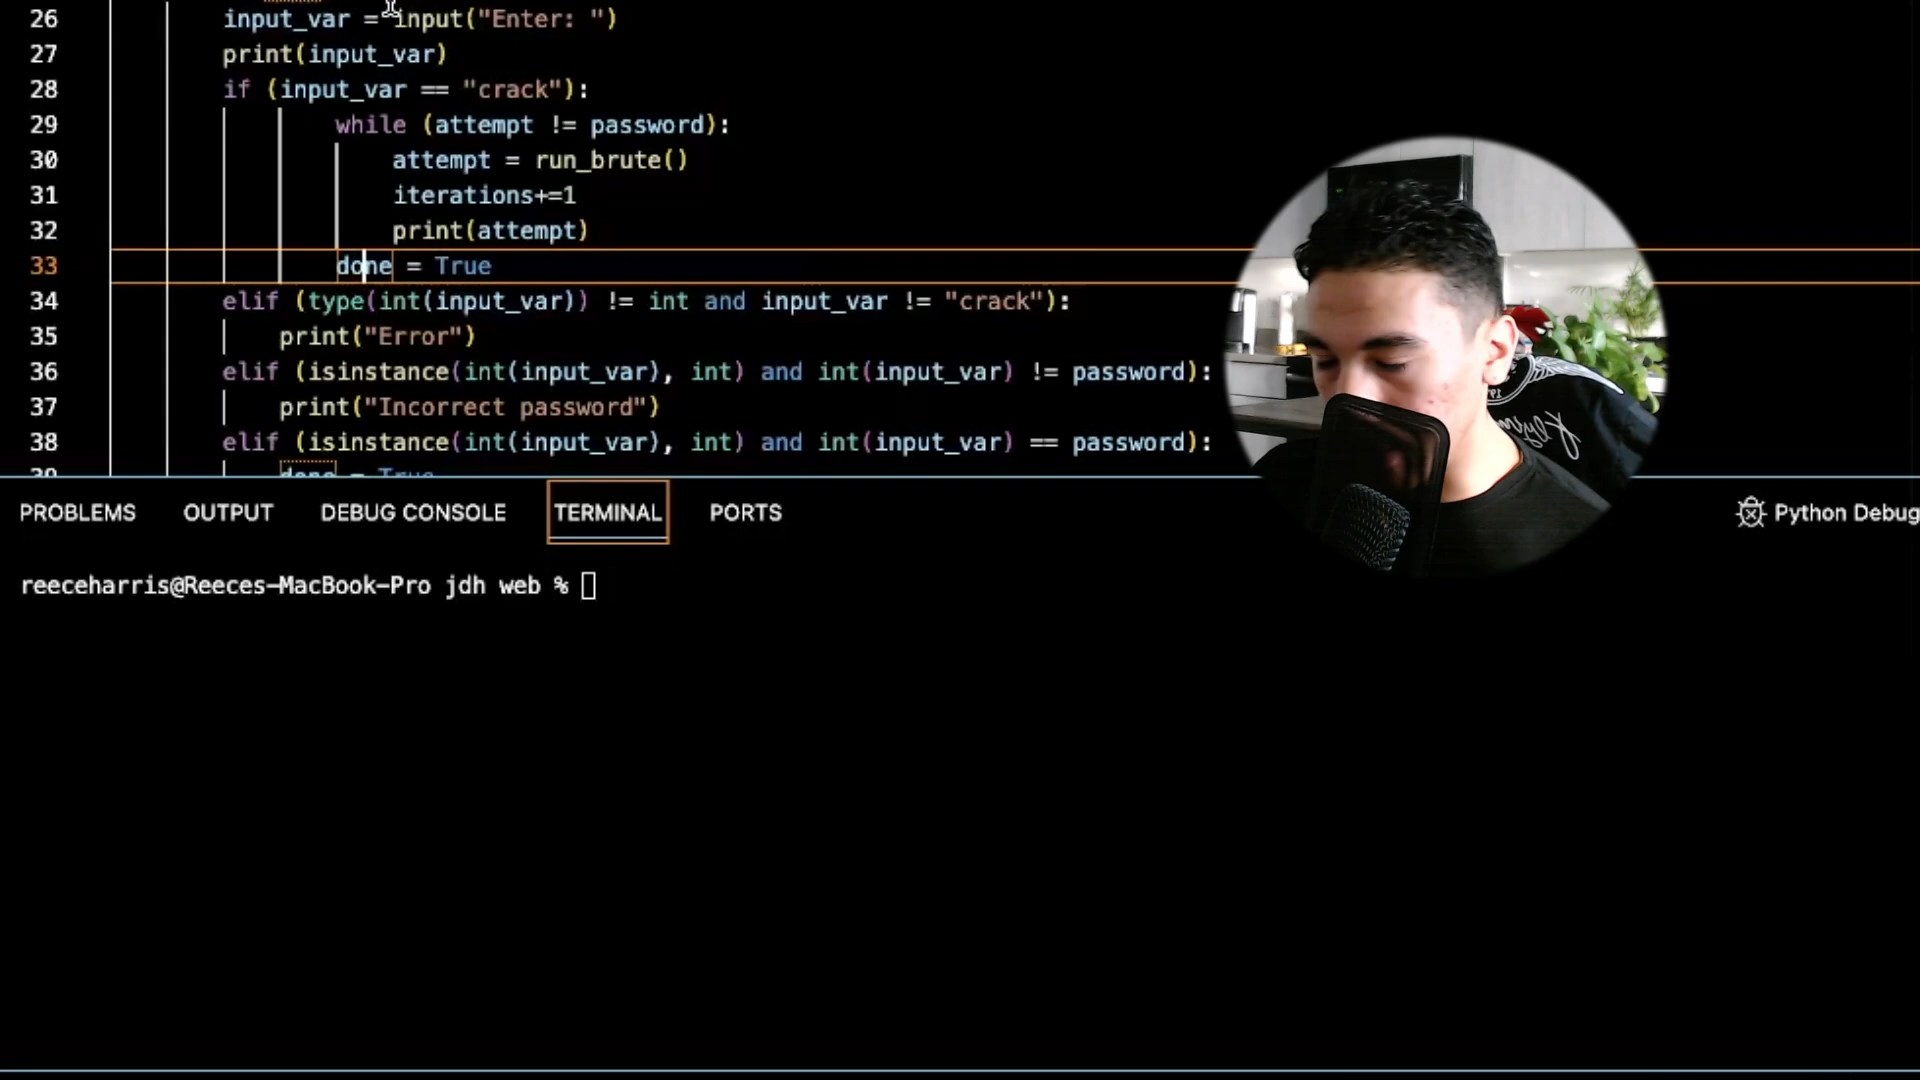 26 input_var = input("Enter: ")
27 print(input_var)
28 if (input_var == "crack"):
29 while (attempt != password):
30 attempt = run_brute()
31 iterations+=1
32 print(attempt)
33 done = True
34 elif (type(int(input_var)) != int and input_var != "crack"):
35 print("Error")
36 elif (isinstance(int(input_var), int) and int(input_var) != password):
37 print("Incorrect password")
38 elif (isinstance(int(input_var), int) and int(input_var) == password):
39 done = True
PROBLEMS OUTPUT DEBUG CONSOLE TERMINAL PORTS Python Debug
reeceharris@Reeces-MacBook-Pro jdh web %